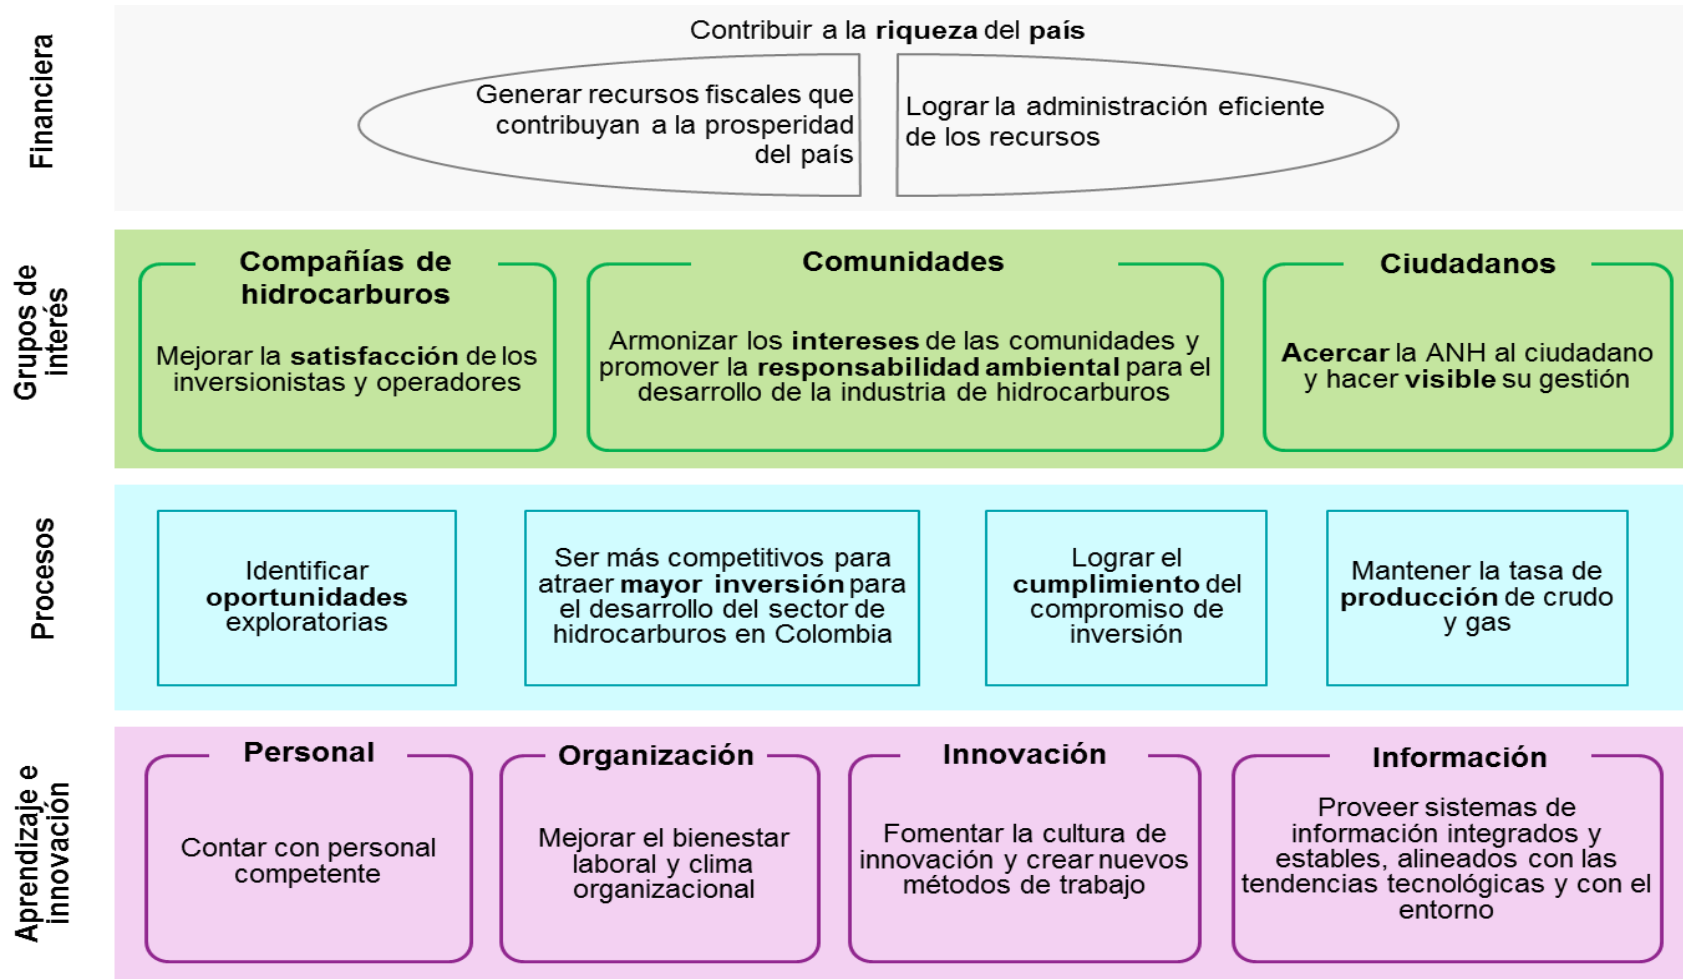 Financiera
Contribuir a la riqueza del país
Generar recursos fiscales que
contribuyan a la prosperidad
del país
Lograr la administración eficiente
de los recursos
Grupos de
interés
Compañías de
hidrocarburos
Mejorar la satisfacción de los
inversionistas y operadores
Comunidades
Armonizar los intereses de las comunidades y
promover la responsabilidad ambiental para el
desarrollo de la industria de hidrocarburos
Ciudadanos
Acercar la ANH al ciudadano
y hacer visible su gestión
Procesos
Identificar
oportunidades
exploratorias
Ser más competitivos para
atraer mayor inversión para
el desarrollo del sector de
hidrocarburos en Colombia
Lograr el
cumplimiento del
compromiso de
inversión
Mantener la tasa de
producción de crudo
y gas
Aprendizaje e
innovación
Personal
Contar con personal
competente
Organización
Mejorar el bienestar
laboral y clima
organizacional
Innovación
Fomentar la cultura de
innovación y crear nuevos
métodos de trabajo
Información
Proveer sistemas de
información integrados y
estables, alineados con las
tendencias tecnológicas y con el
entorno